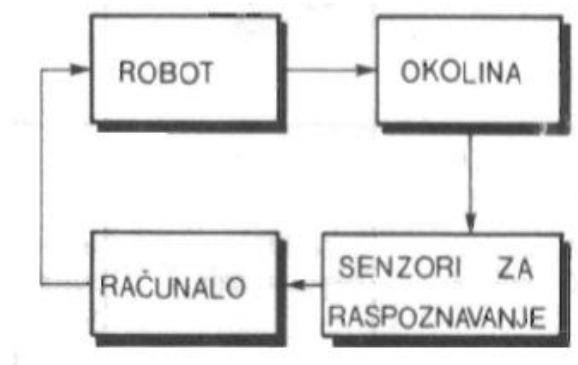 ROBOT
OKOLINA
RAČUNALO
SENZORI ZA
RASPOZNAVANJE